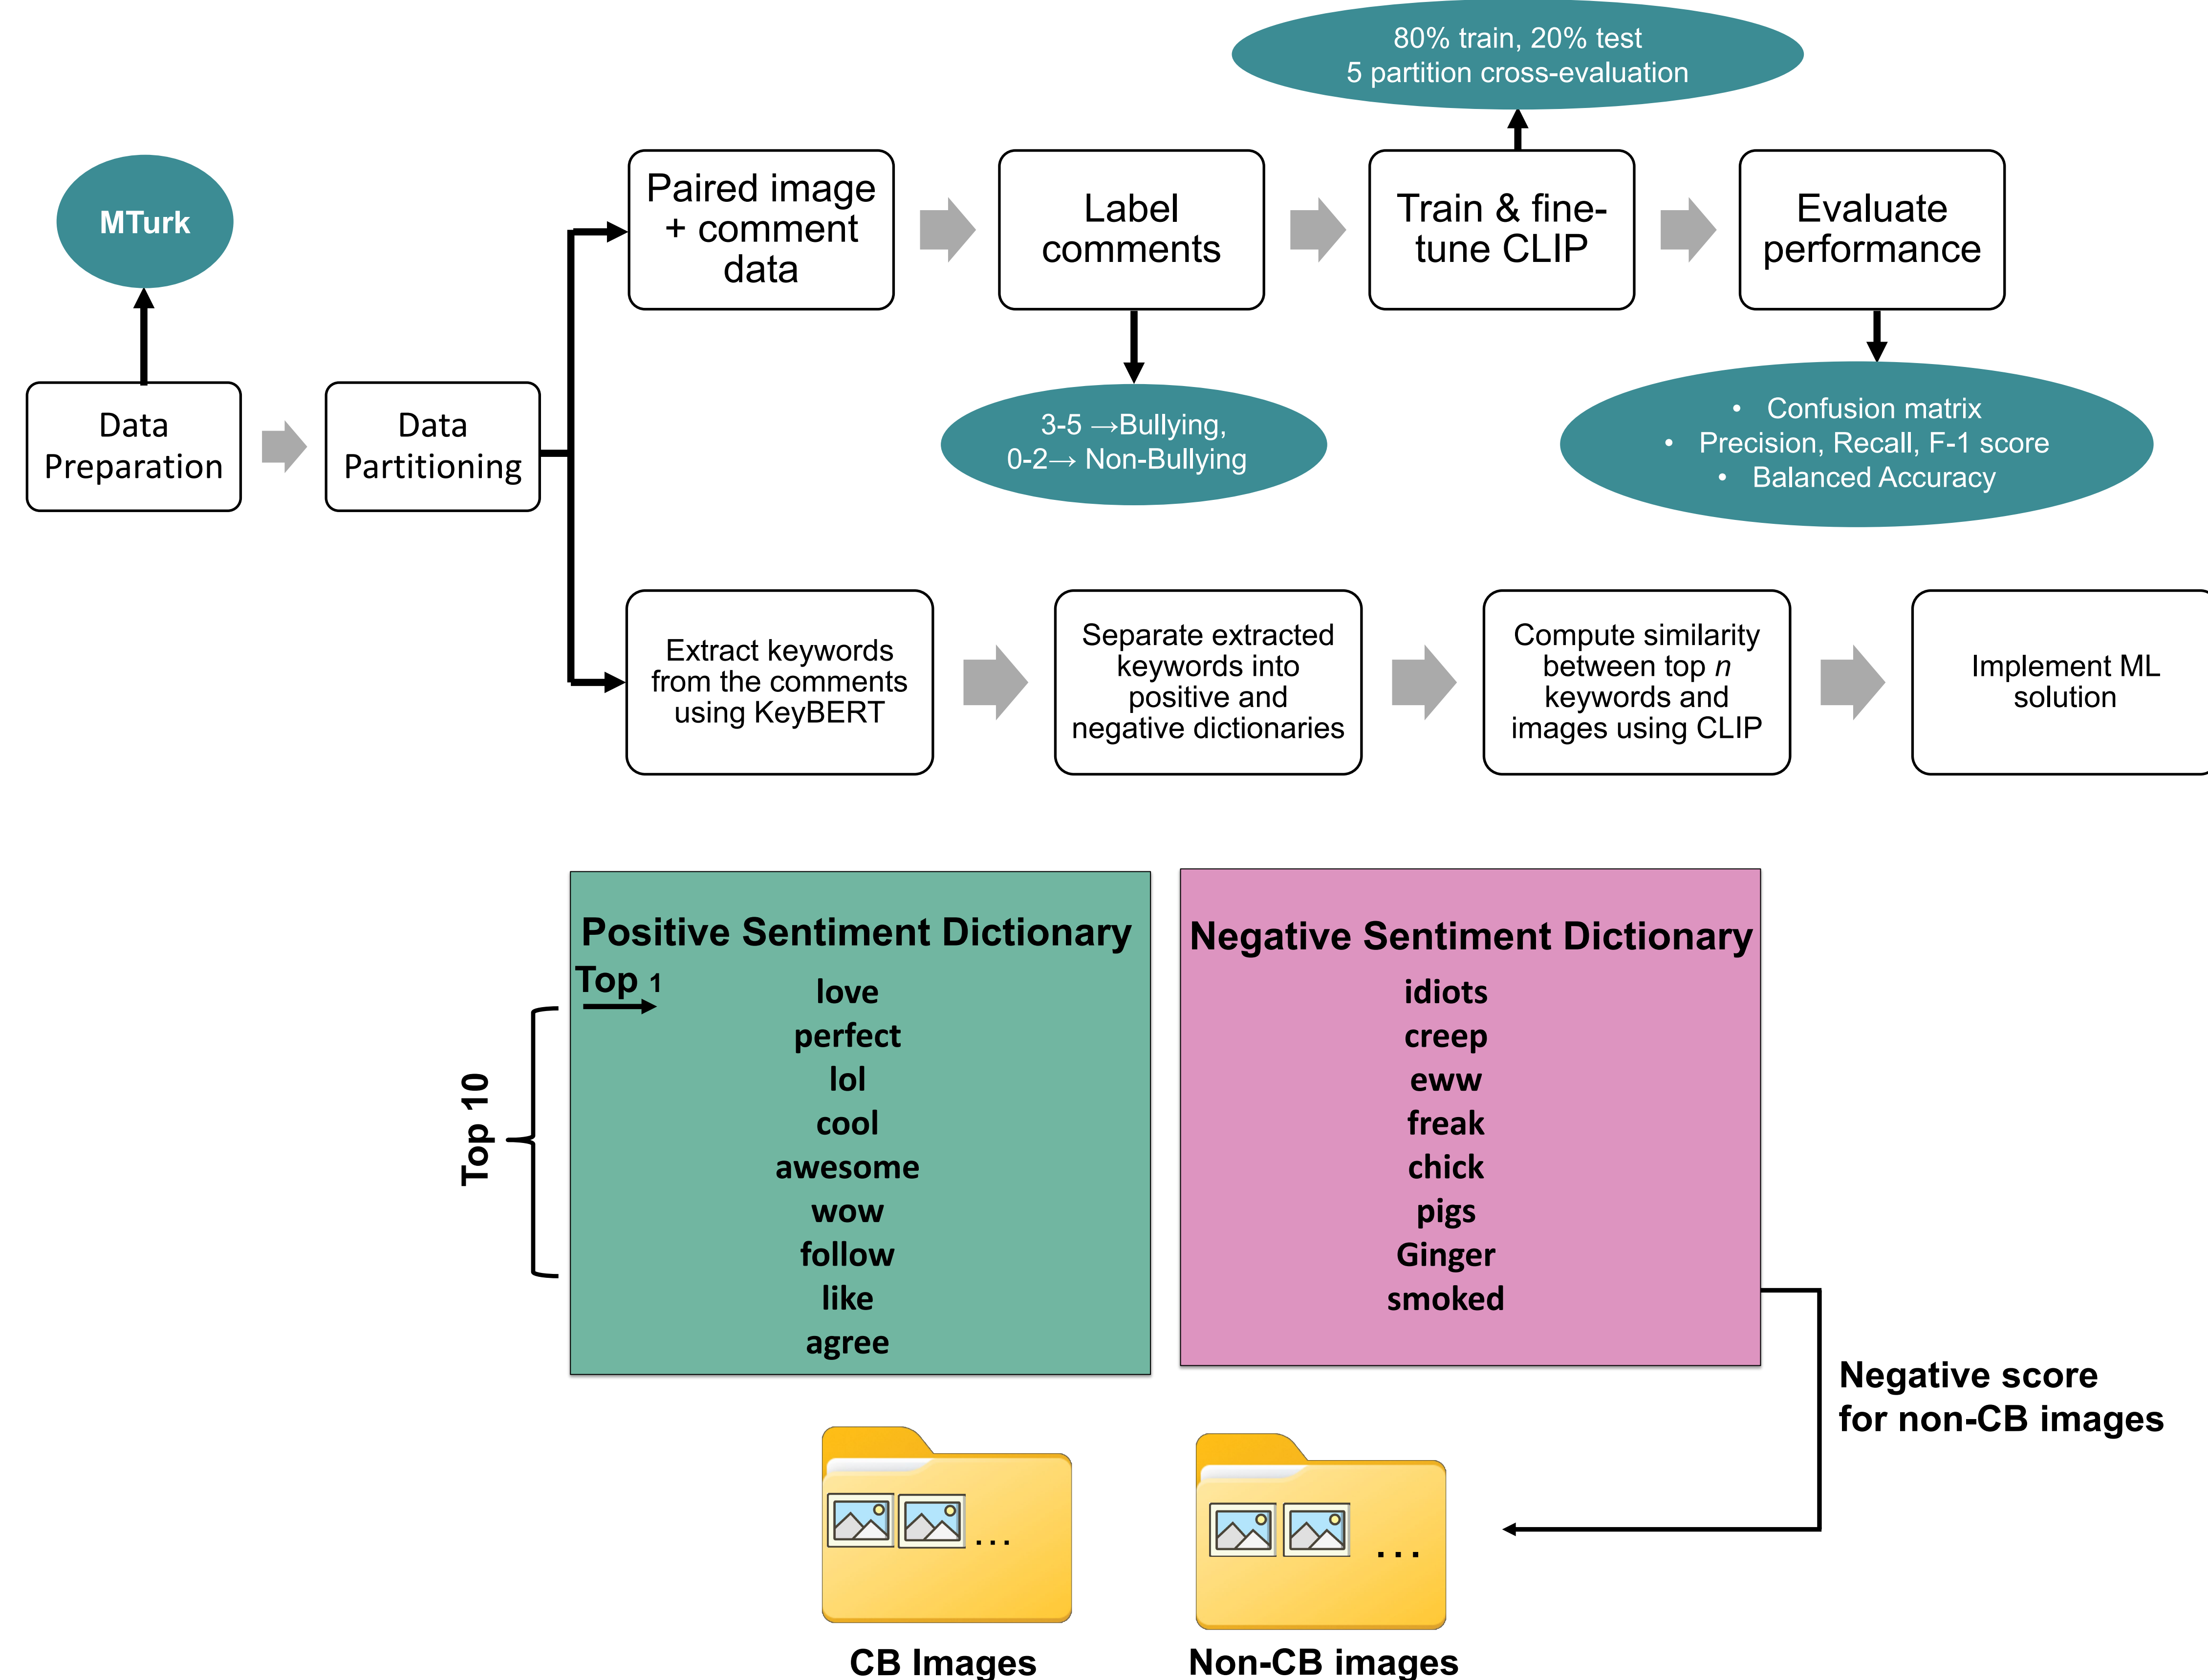 80% train, 20% test
5 partition cross-evaluation
MTurk
Paired image
+ comment
data
Label
comments
Train & fine-
tune CLIP
Evaluate
performance
Data
Preparation
Data
Partitioning
3-5 →Bullying,
0-2→ Non-Bullying
• Confusion matrix
• Precision, Recall, F-1 score
• Balanced Accuracy
Extract keywords
from the comments
using KeyBERT
Separate extracted
keywords into
positive and
negative dictionaries
Compute similarity
between top n
keywords and
images using CLIP
Implement ML
solution
Positive Sentiment Dictionary
Top 1
love
perfect
lol
cool
awesome
wow
follow
like
agree
Top 10
Negative Sentiment Dictionary
idiots
creep
eww
freak
chick
pigs
Ginger
smoked
Negative score
for non-CB images
...
...
CB Images
Non-CB images